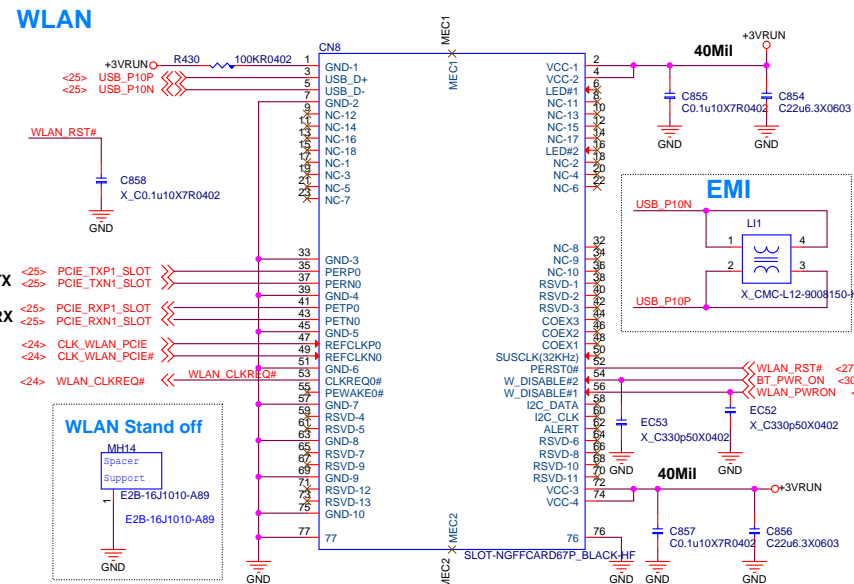 WLAN
+3VRUN
R430
100KR0402
<25> USB_P10P
<25> USB_P10N
WLAN_RST#
C858
X_C0.1u10X7R0402
GND
TX
<25> PCIE_TXP1_SLOT
<25> PCIE_TXN1_SLOT
RX
<25> PCIE_RXP1_SLOT
<25> PCIE_RXN1_SLOT
<24> CLK_WLAN_PCIE
<24> CLK_WLAN_PCIE#
<24> WLAN_CLKREQ#
WLAN_CLKREQ#
WLAN Stand off
MH14
Spacer
Support
1
E2B-16J1010-A89
E2B-16J1010-A89
GND
GND
CN8
MEC1
MEC1
1 GND-1
3 USB_D+
5 USB_D-
7 GND-2
9 NC-12
11 NC-14
13 NC-16
15 NC-18
17 NC-1
19 NC-3
21 NC-5
23 NC-7
33 GND-3
35 PERP0
37 PERN0
39 GND-4
41 PETP0
43 PETN0
45 GND-5
47 REFCLKP0
49 REFCLKN0
51 GND-6
53 CLKREQ0#
55 PEWAKE0#
57 GND-7
59 RSVD-4
61 RSVD-5
63 GND-8
65 RSVD-7
67 RSVD-9
69 GND-9
71 RSVD-12
73 RSVD-13
75 GND-10
77 77
VCC-1 2
VCC-2 4
LED#1 6
NC-11 8
NC-13 10
NC-15 12
NC-17 14
LED#2 16
NC-2 18
NC-4 20
NC-6 22
NC-8 32
NC-9 34
NC-10 36
RSVD-1 38
RSVD-2 40
RSVD-3 42
COEX3 44
COEX2 46
COEX1 48
SUSCLK(32KHz) 50
PERST0# 52
W_DISABLE#2 54
W_DISABLE#1 56
I2C_DATA 58
I2C_CLK 60
ALERT 62
RSVD-6 64
RSVD-8 66
RSVD-10 68
RSVD-11 70
VCC-3 72
VCC-4 74
76 76
MEC2
MEC2
SLOT-NGFFCARD67P_BLACK-HF
GND
40Mil
+3VRUN
C855
C0.1u10X7R0402
GND
C854
C22u6.3X0603
GND
EMI
USB_P10N
LI1
1
4
2
3
USB_P10P
X_CMC-L12-9008150-H
WLAN_RST# <27
BT_PWR_ON <30
WLAN_PWRON <
EC53
X_C330p50X0402
GND
EC52
X_C330p50X0402
GND
40Mil
+3VRUN
C857
C0.1u10X7R0402
GND
C856
C22u6.3X0603
GND